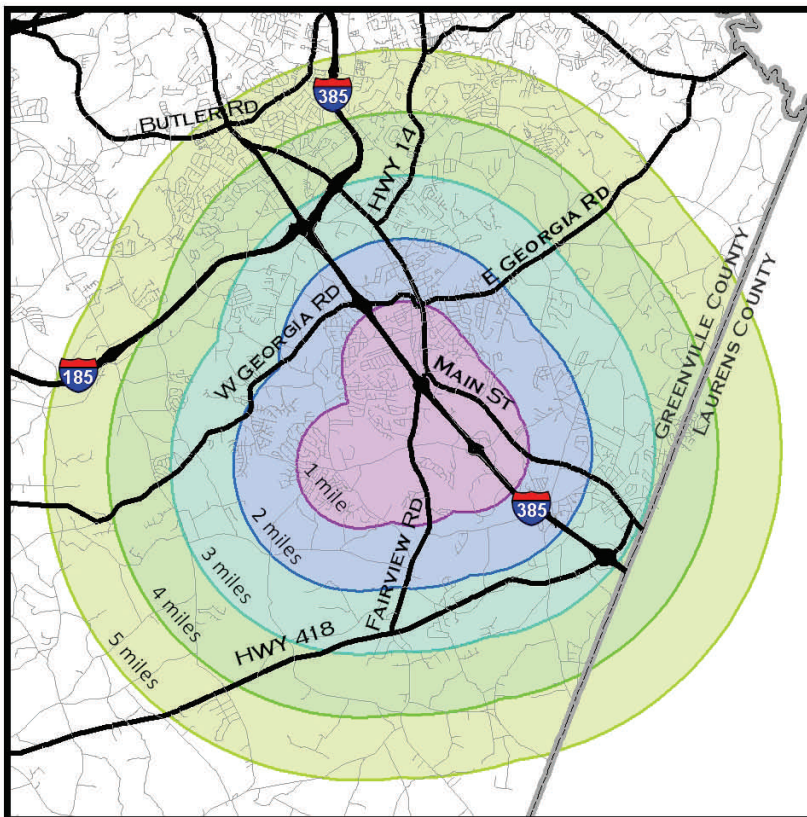 385
BUTLER RD
HWY 14
E GEORGIA RD
W GEORGIA RD
GREENVILLE COUNTY
LAURENS COUNTY
185
MAIN ST
1 mile
385
FAIRVIEW RD
2 miles
3 miles
4 miles
5 miles
HWY 418